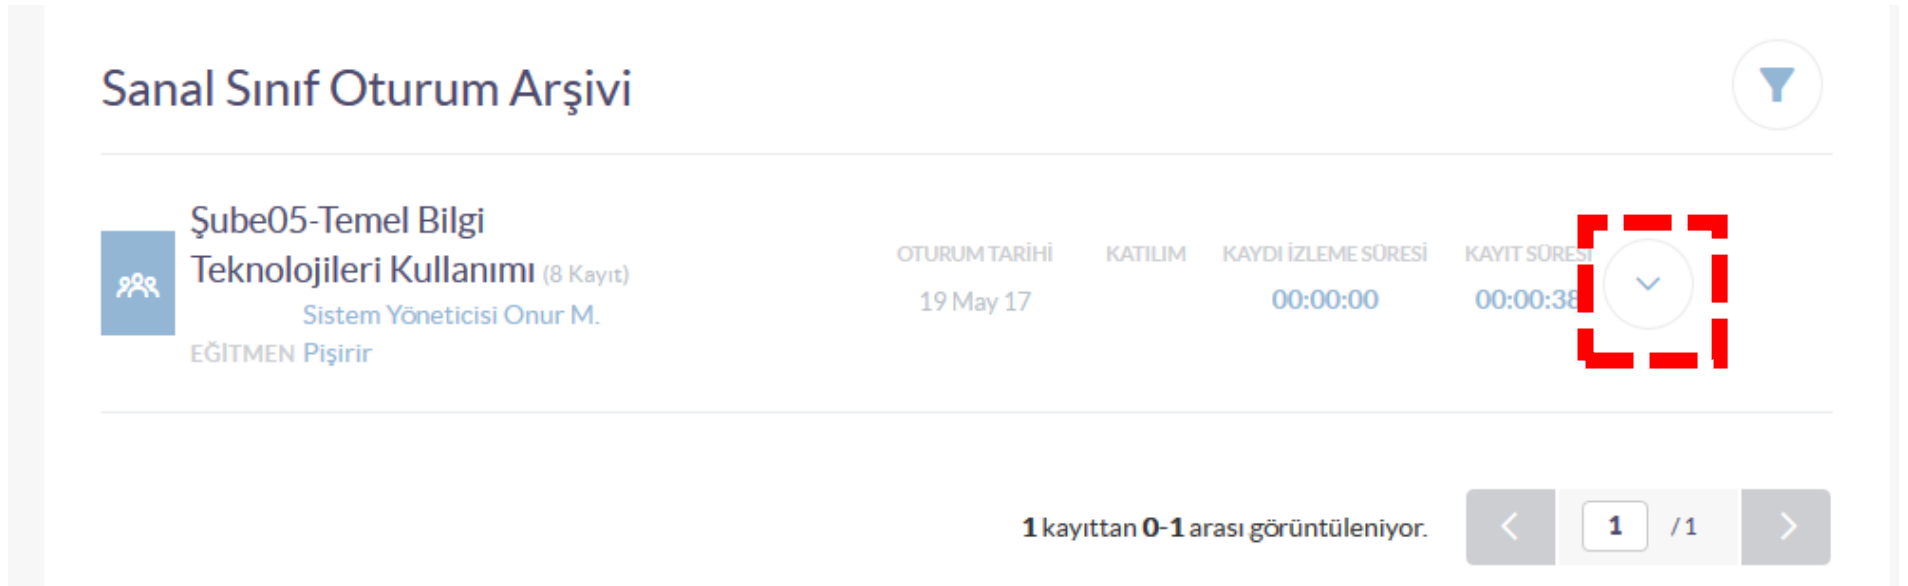 Sanal Sınıf Oturum Arşivi
Şube05-Temel Bilgi
Teknolojileri Kullanımı (8 Kayıt)
Sistem Yöneticisi Onur M.
EĞİTMEN Pişirir
OTURUM TARİHİ KATILIM KAYDI İZLEME SÜRESİ KAYIT SÜRESİ
19 May 17 00:00:00 00:00:38
1 kayıttan 0-1 arası görüntüleniyor.
1 /1